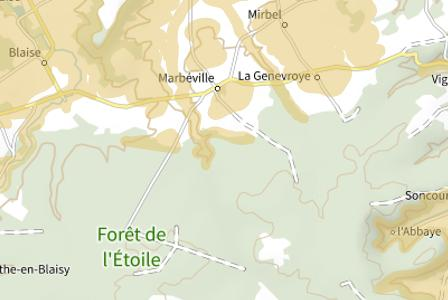 Mirbel
Blaise
Marbéville
La Genevroye
Vig
Soncour
l'Abbaye
Forêt de
l'Étoile
the-en-Blaisy